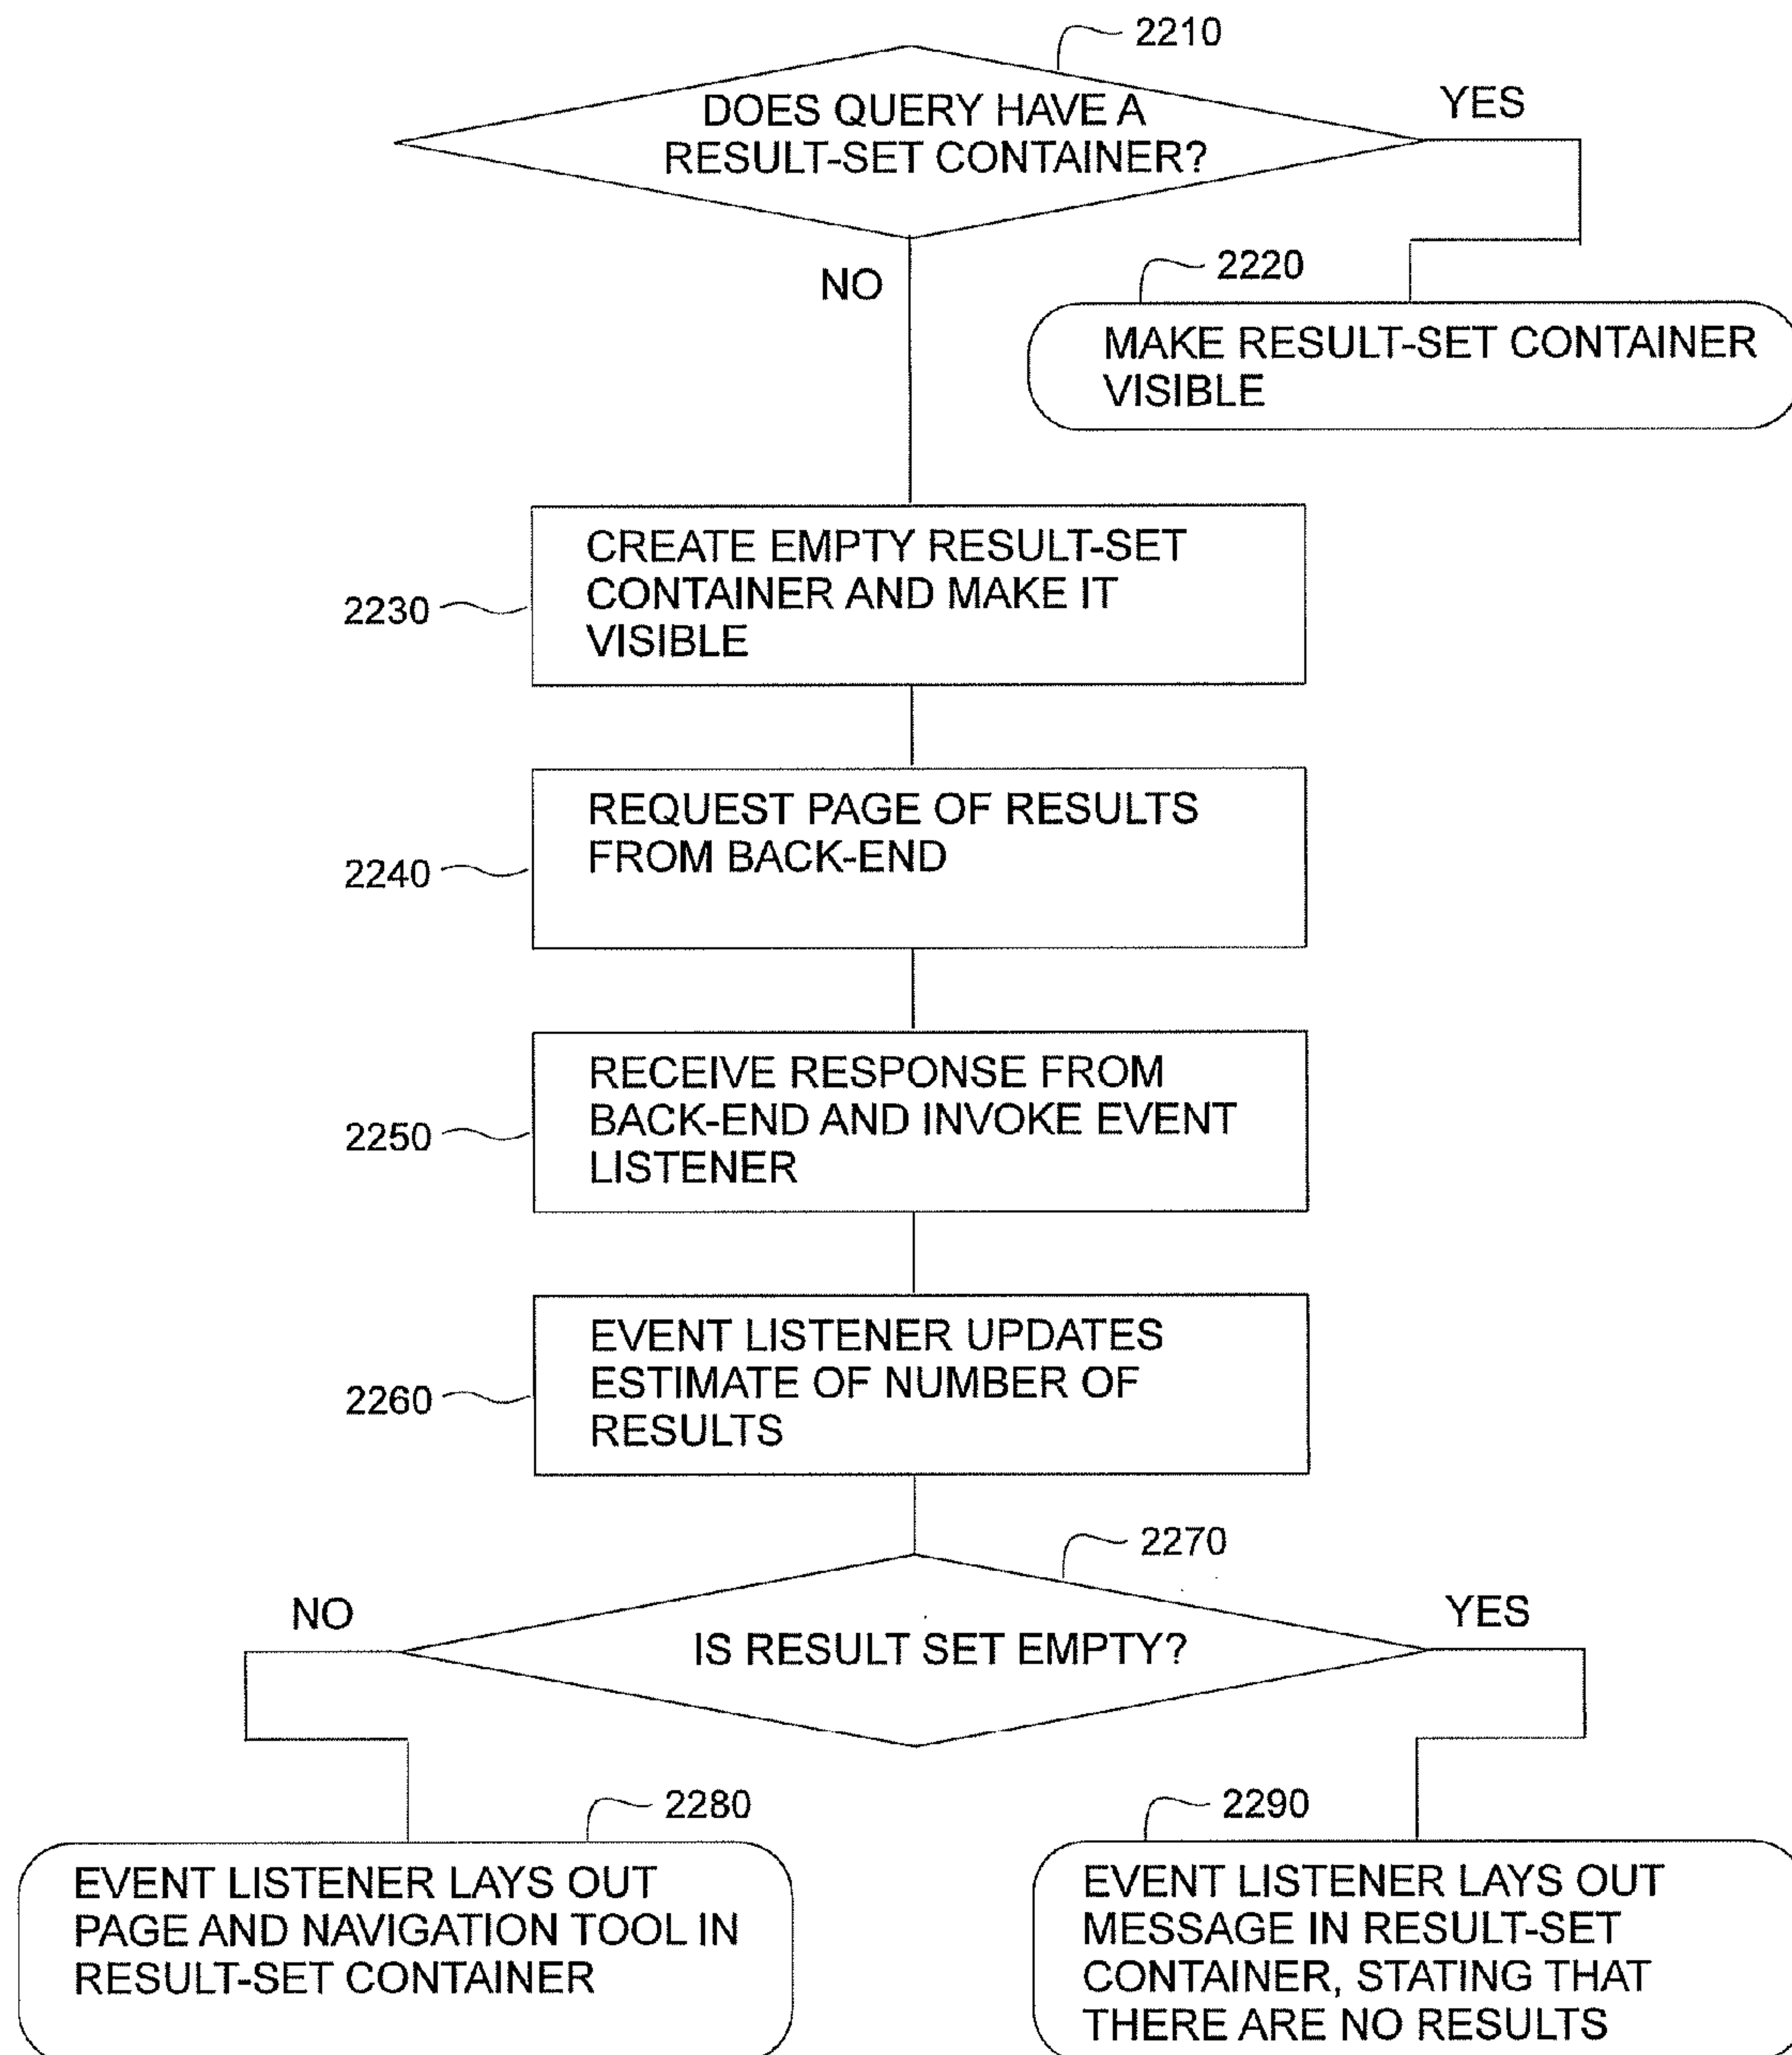 2210
DOES QUERY HAVE A
RESULT-SET CONTAINER?
YES
NO
2220
MAKE RESULT-SET CONTAINER
VISIBLE
2230
CREATE EMPTY RESULT-SET
CONTAINER AND MAKE IT
VISIBLE
2240
REQUEST PAGE OF RESULTS
FROM BACK-END
2250
RECEIVE RESPONSE FROM
BACK-END AND INVOKE EVENT
LISTENER
2260
EVENT LISTENER UPDATES
ESTIMATE OF NUMBER OF
RESULTS
2270
NO
IS RESULT SET EMPTY?
YES
2280
EVENT LISTENER LAYS OUT
PAGE AND NAVIGATION TOOL IN
RESULT-SET CONTAINER
2290
EVENT LISTENER LAYS OUT
MESSAGE IN RESULT-SET
CONTAINER, STATING THAT
THERE ARE NO RESULTS